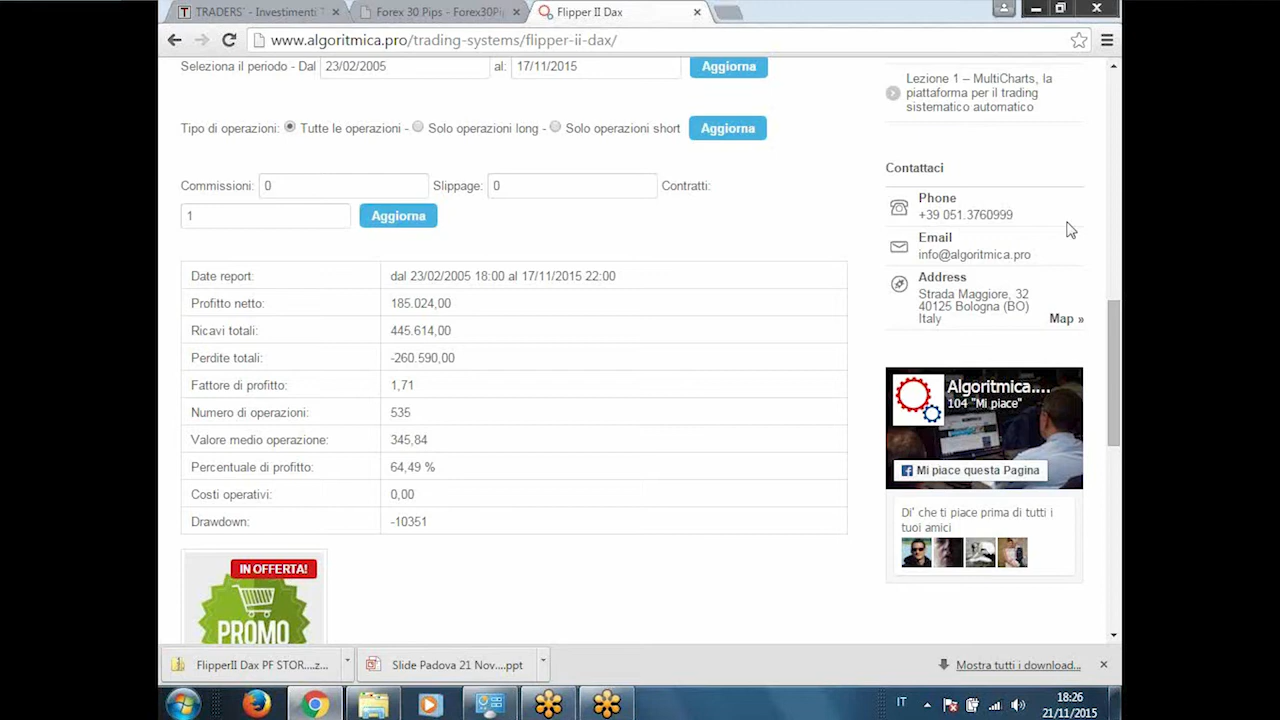 TRADERS' - Investimenti T
Forex 30 Pips - Forex30Pip
Flipper II Dax
www.algoritmica.pro/trading-systems/flipper-ii-dax/
Seleziona il periodo - Dal 23/02/2005 al: 17/11/2015 Aggiorna
Tipo di operazioni: Tutte le operazioni - Solo operazioni long - Solo operazioni short Aggiorna
Commissioni: 0 Slippage: 0 Contratti:
1 Aggiorna
Date report: dal 23/02/2005 18:00 al 17/11/2015 22:00
Profitto netto: 185.024,00
Ricavi totali: 445.614,00
Perdite totali: -260.590,00
Fattore di profitto: 1,71
Numero di operazioni: 535
Valore medio operazione: 345,84
Percentuale di profitto: 64,49 %
Costi operativi: 0,00
Drawdown: -10351
IN OFFERTA!
PROMO
Lezione 1 – MultiCharts, la
piattaforma per il trading
sistematico automatico
Contattaci
Phone
+39 051.3760999
Email
info@algoritmica.pro
Address
Strada Maggiore, 32
40125 Bologna (BO)
Italy Map »
Algoritmica....
104 "Mi piace"
Mi piace questa Pagina
Di' che ti piace prima di tutti i
tuoi amici
FlipperII Dax PF STOR....z...
Slide Padova 21 Nov....ppt
Mostra tutti i download...
IT
18:26
21/11/2015